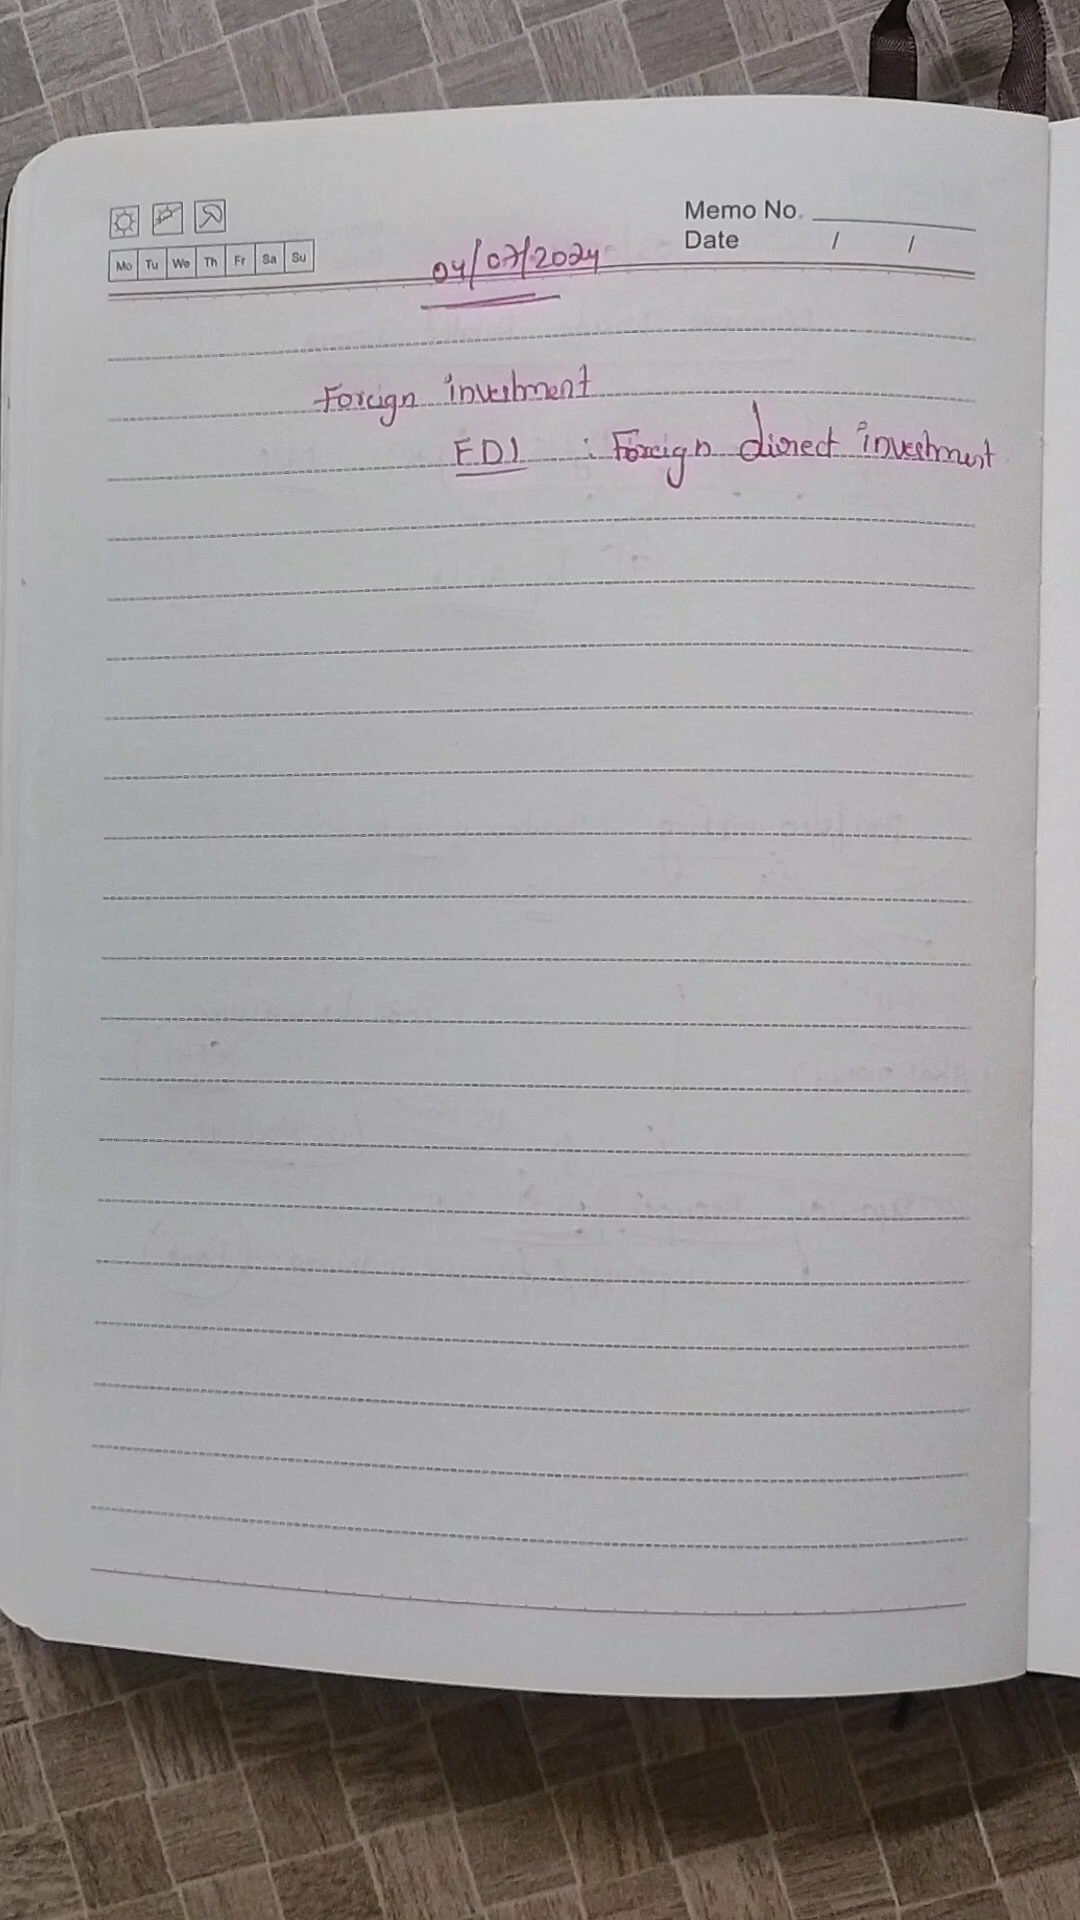 Memo No.
Date / /
Mo Tu We Th Fr Sa Su
04/07/2024
Foreign investment
FDI : Foreign direct investment